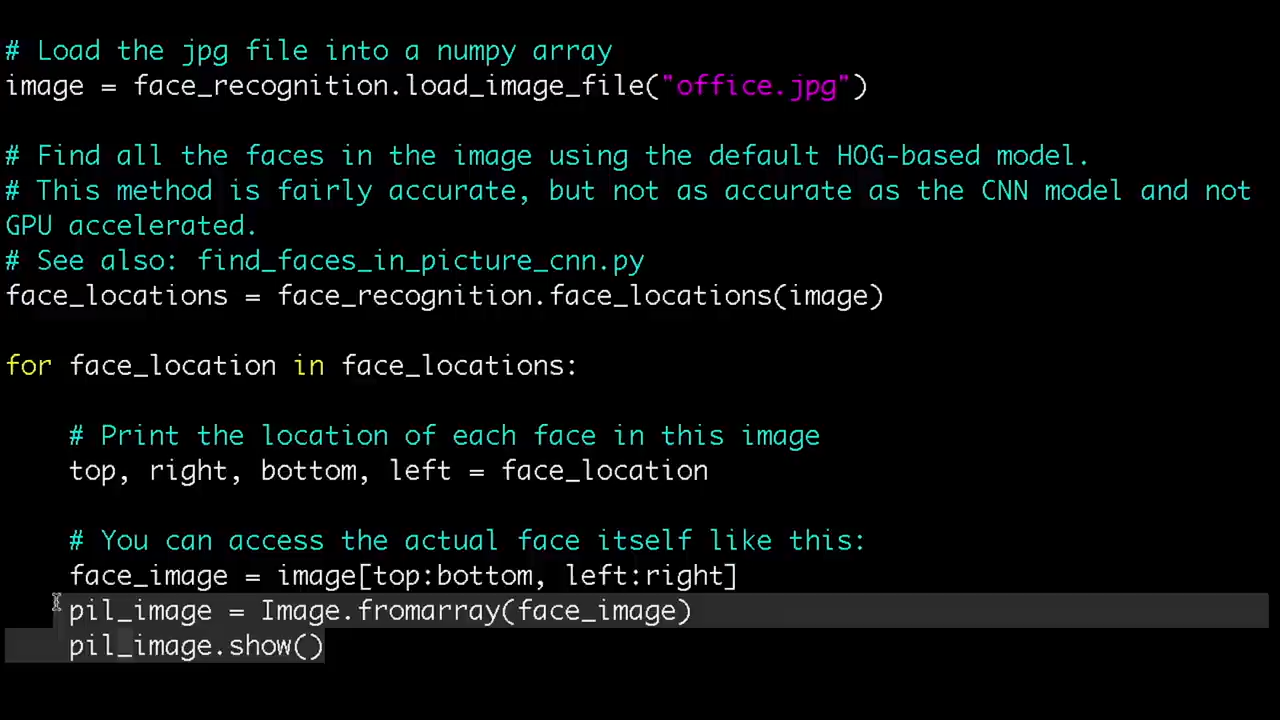 # Load the jpg file into a numpy array
image = face_recognition.load_image_file("office.jpg")
# Find all the faces in the image using the default HOG-based model.
# This method is fairly accurate, but not as accurate as the CNN model and not
GPU accelerated.
# See also: find_faces_in_picture_cnn.py
face_locations = face_recognition.face_locations(image)
for face_location in face_locations:
# Print the location of each face in this image
top, right, bottom, left = face_location
# You can access the actual face itself like this:
face_image = image[top:bottom, left:right]
pil_image = Image.fromarray(face_image)
pil_image.show()